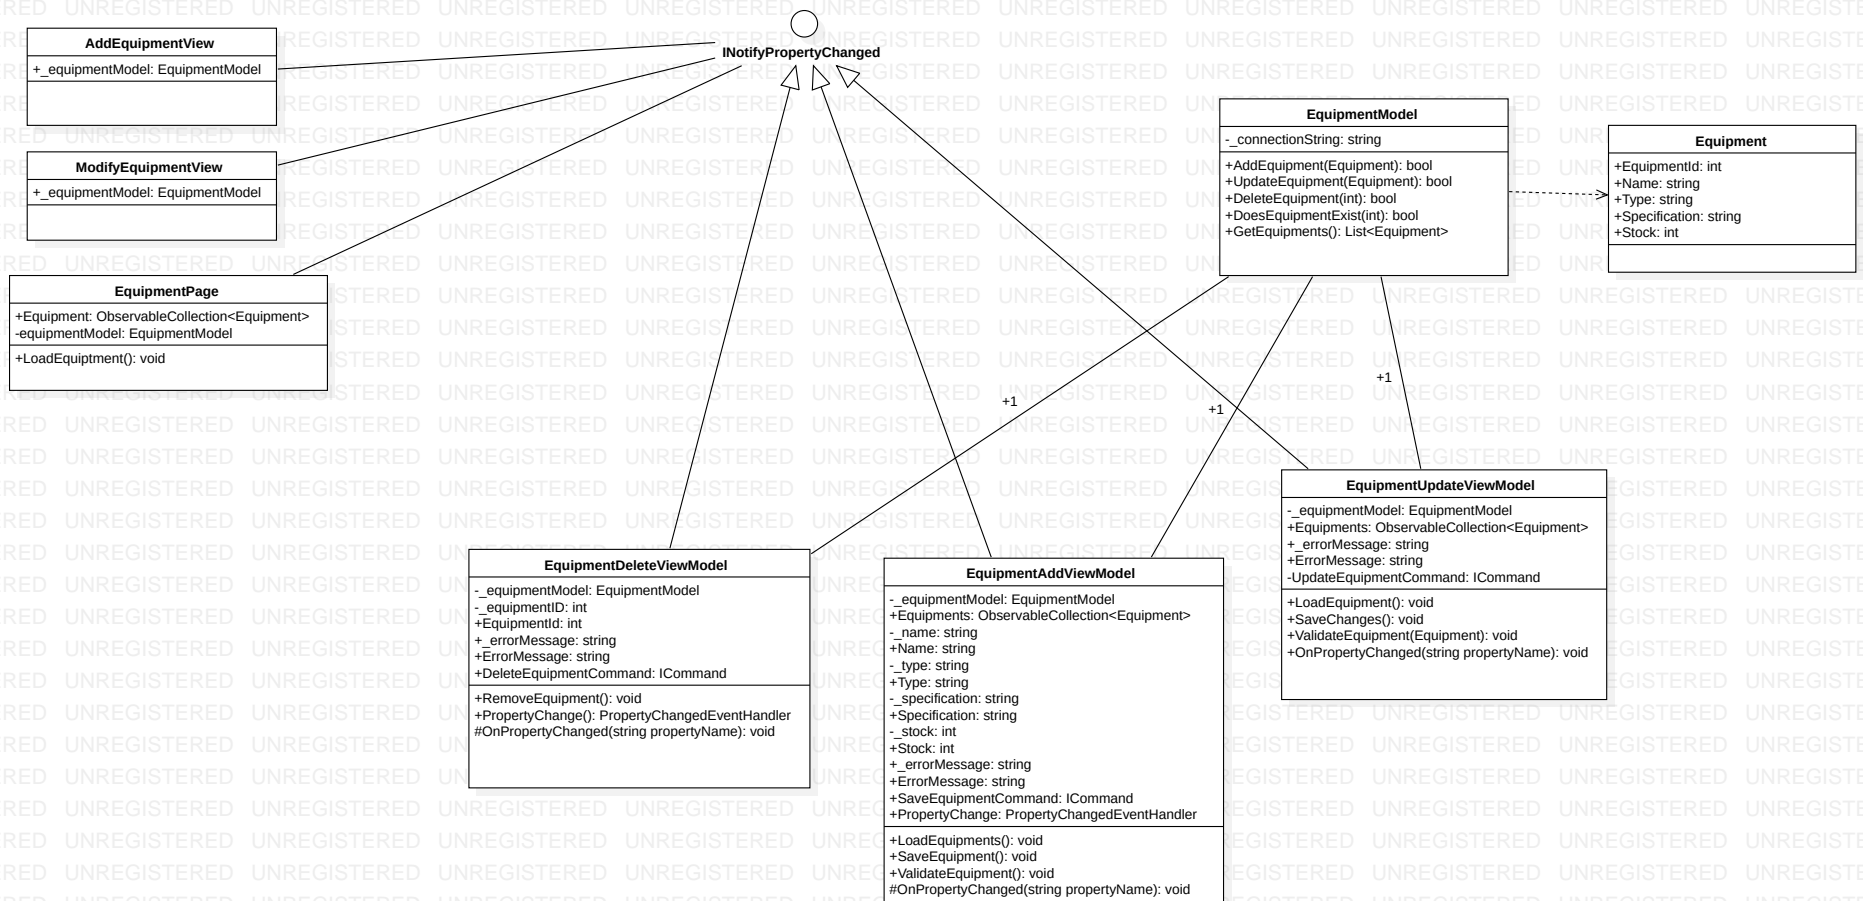 INotifyPropertyChanged
AddEquipmentView
+_equipmentModel: EquipmentModel
ModifyEquipmentView
+_equipmentModel: EquipmentModel
EquipmentPage
+Equipment: ObservableCollection<Equipment>
-equipmentModel: EquipmentModel
+LoadEquiptment(): void
EquipmentModel
-_connectionString: string
+AddEquipment(Equipment): bool
+UpdateEquipment(Equipment): bool
+DeleteEquipment(int): bool
+DoesEquipmentExist(int): bool
+GetEquipments(): List<Equipment>
Equipment
+EquipmentId: int
+Name: string
+Type: string
+Specification: string
+Stock: int
+1
+1
+1
EquipmentDeleteViewModel
-_equipmentModel: EquipmentModel
-_equipmentID: int
+EquipmentId: int
+_errorMessage: string
+ErrorMessage: string
+DeleteEquipmentCommand: ICommand
+RemoveEquipment(): void
+PropertyChange(): PropertyChangedEventHandler
#OnPropertyChanged(string propertyName): void
EquipmentAddViewModel
-_equipmentModel: EquipmentModel
+Equipments: ObservableCollection<Equipment>
-_name: string
+Name: string
-_type: string
+Type: string
-_specification: string
+Specification: string
-_stock: int
+Stock: int
+_errorMessage: string
+ErrorMessage: string
+SaveEquipmentCommand: ICommand
+PropertyChange: PropertyChangedEventHandler
+LoadEquipments(): void
+SaveEquipment(): void
+ValidateEquipment(): void
#OnPropertyChanged(string propertyName): void
EquipmentUpdateViewModel
-_equipmentModel: EquipmentModel
+Equipments: ObservableCollection<Equipment>
+_errorMessage: string
+ErrorMessage: string
-UpdateEquipmentCommand: ICommand
+LoadEquipment(): void
+SaveChanges(): void
+ValidateEquipment(Equipment): void
+OnPropertyChanged(string propertyName): void
UNREGISTERED